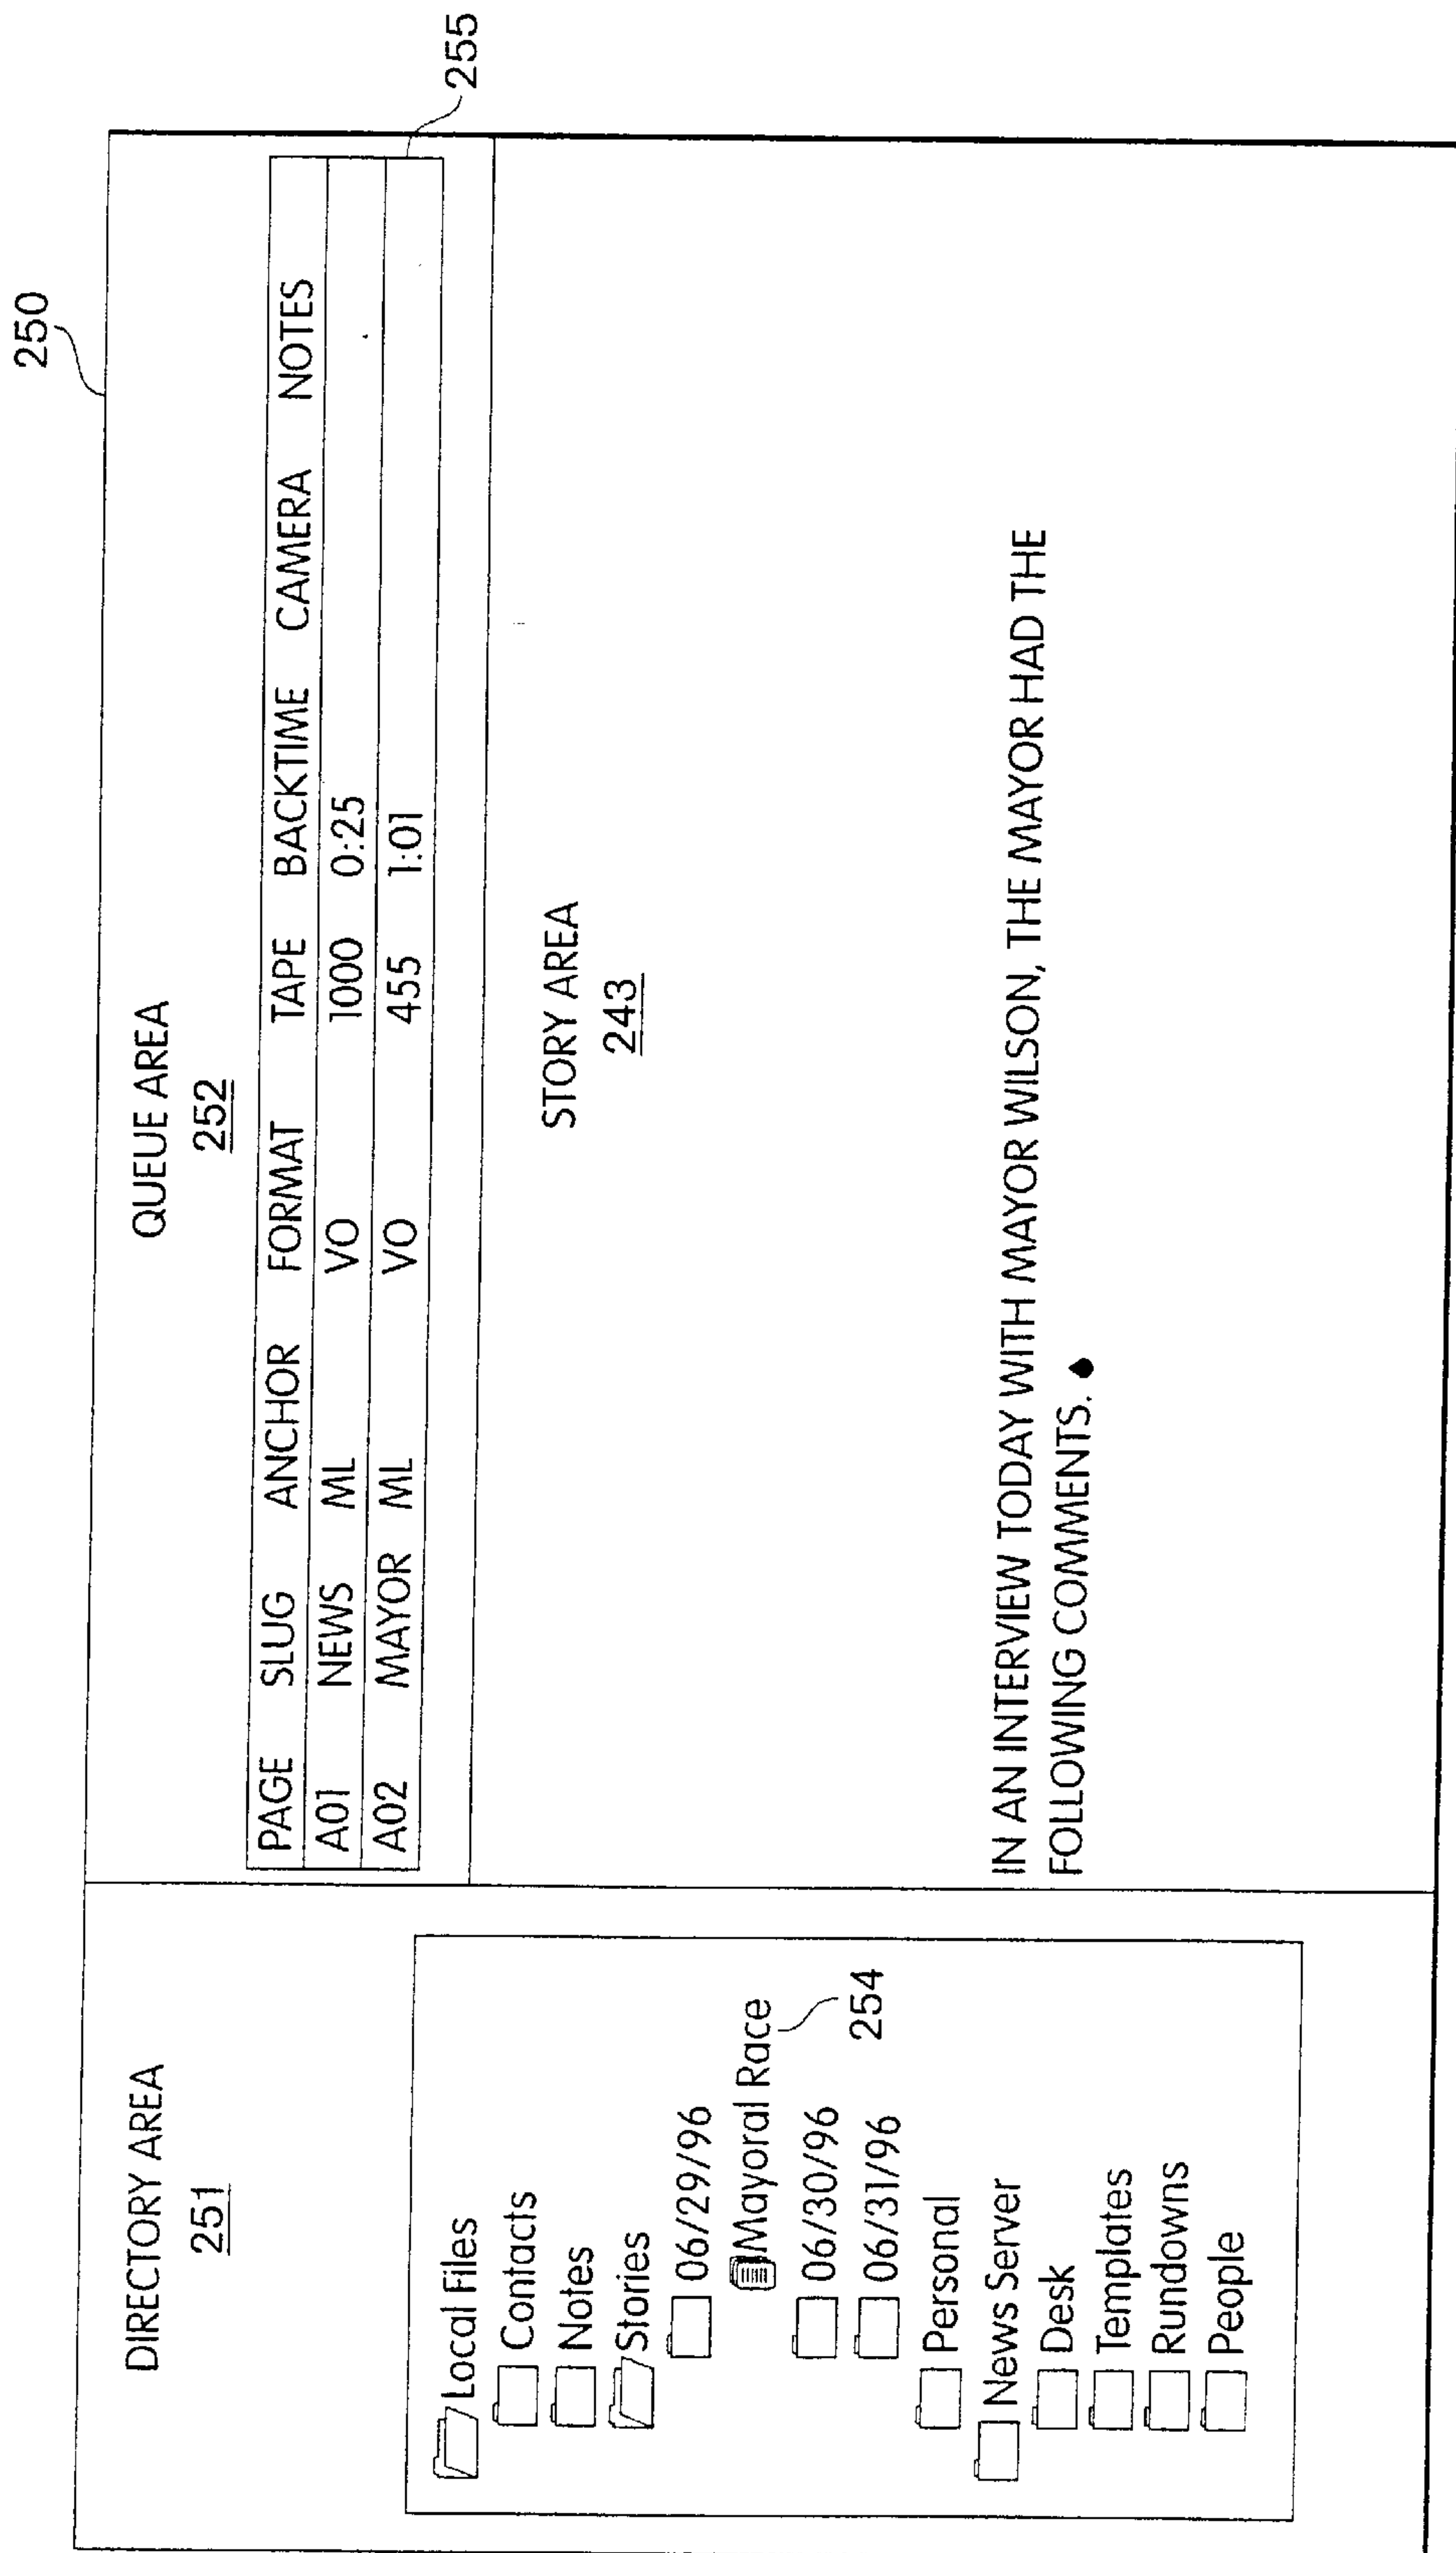 250
DIRECTORY AREA
251
Local Files
Contacts
Notes
Stories
06/29/96
Mayoral Race
254
06/30/96
06/31/96
Personal
News Server
Desk
Templates
Rundowns
People
QUEUE AREA
252
PAGE SLUG ANCHOR FORMAT TAPE BACKTIME CAMERA NOTES
A01 NEWS ML VO 1000 0:25
A02 MAYOR ML VO 455 1:01
255
STORY AREA
243
IN AN INTERVIEW TODAY WITH MAYOR WILSON, THE MAYOR HAD THE
FOLLOWING COMMENTS.